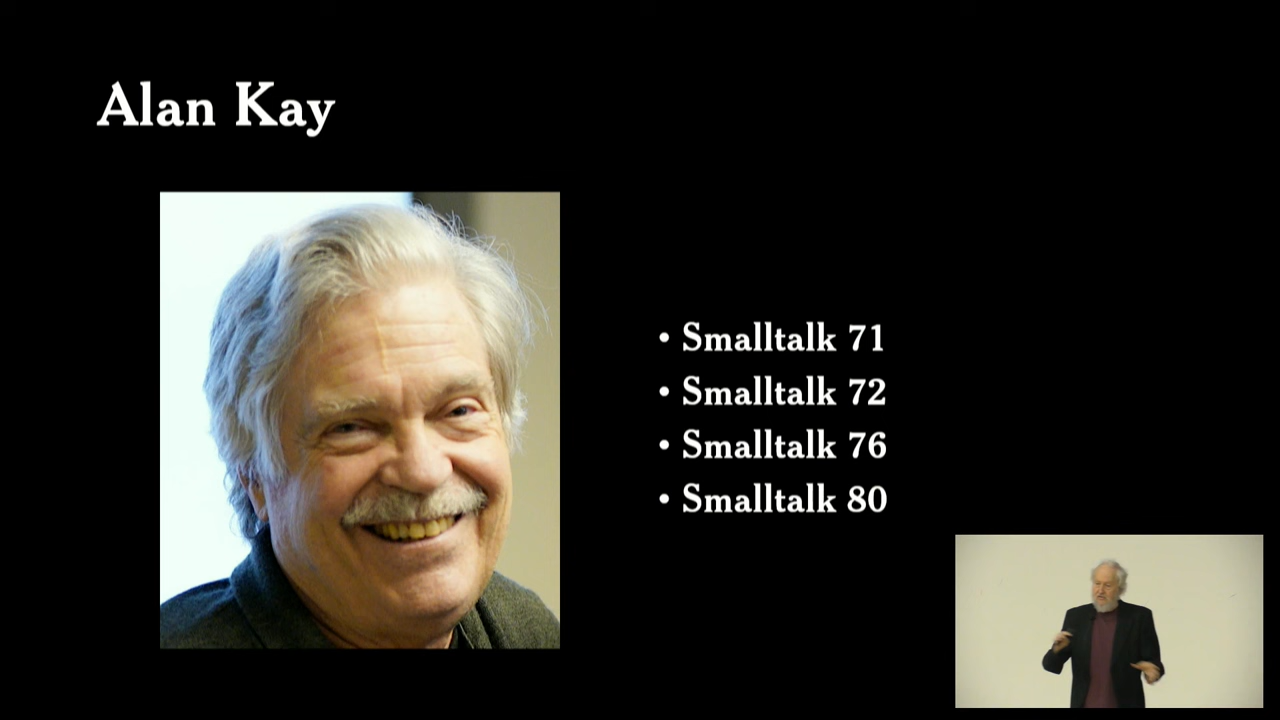 Alan Kay
• Smalltalk 71
• Smalltalk 72
• Smalltalk 76
• Smalltalk 80